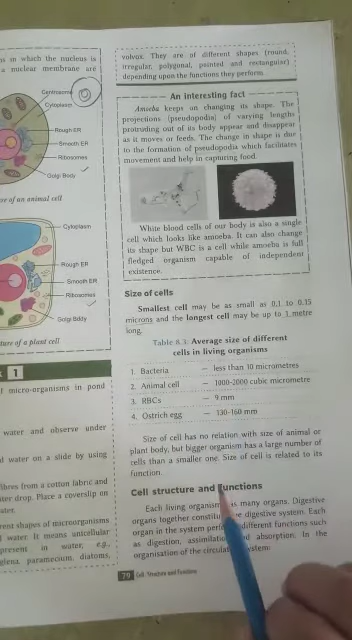 s in which the nucleus is
a nuclear membrane are
Centrosome
Cytoplasm
Rough ER
Smooth ER
Ribosomes
Golgi Body
re of an animal cell
Cytoplasm
Rough ER
Smooth ER
Ribosomes
Golgi Body
ture of a plant cell
1
l micro-organisms in pond
water and observe under
d water on a slide by using
fibres from a cotton fabric and
ter drop. Place a coverslip on
ater.
rent shapes of microorganisms
d water. It means unicellular
present in water, e.g.,
glena, paramecium, diatoms,
volvox. They are of different shapes (round,
irregular, polygonal, pointed and rectangular)
depending upon the functions they perform.
An interesting fact
Amoeba keeps on changing its shape. The
projections (pseudopodia) of varying lengths
protruding out of its body appear and disappear
as it moves or feeds. The change in shape is due
to the formation of pseudopodia which facilitates
movement and help in capturing food.
White blood cells of our body is also a single
cell which looks like amoeba. It can also change
its shape but WBC is a cell while amoeba is full
fledged organism capable of independent
existence.
Size of cells
Smallest cell may be as small as 0.1 to 0.15
microns and the longest cell may be up to 1 metre
long.
Table 8.3: Average size of different
cells in living organisms
1. Bacteria – less than 10 micrometres
2. Animal cell – 1000-2000 cubic micrometre
3. RBCs – 9 mm
4. Ostrich egg – 130-160 mm
Size of cell has no relation with size of animal or
plant body, but bigger organism has a large number of
cells than a smaller one. Size of cell is related to its
function.
Cell structure and Functions
Each living organism has many organs. Digestive
organs together constitute digestive system. Each
organ in the system different functions such
as digestion, assimilation absorption. In the
organisation of the system
79 Cell: Structure and Functions